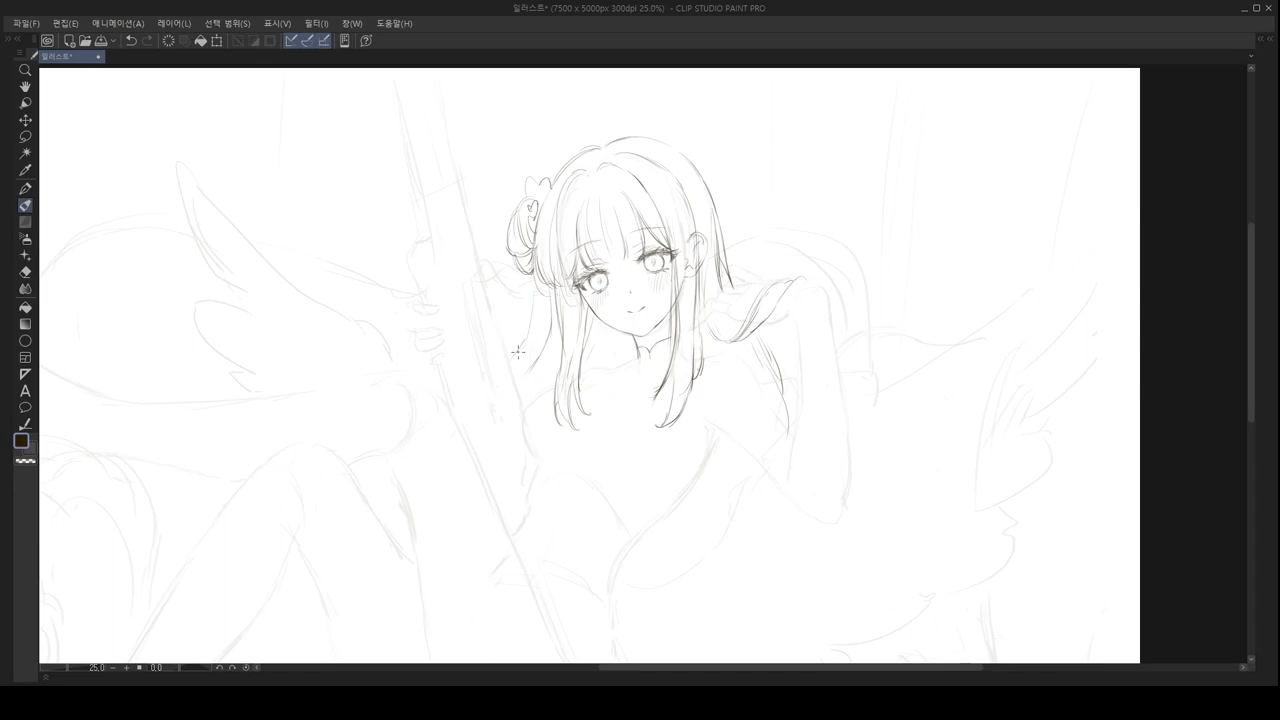 일러스트* (7500 x 5000px 300dpi 25.0%) - CLIP STUDIO PAINT PRO
파일(F) 편집(E) 애니메이션(A) 레이어(L) 선택 범위(S) 표시(V) 필터(I) 창(W) 도움말(H)
일러스트*
A
25.0 0.0